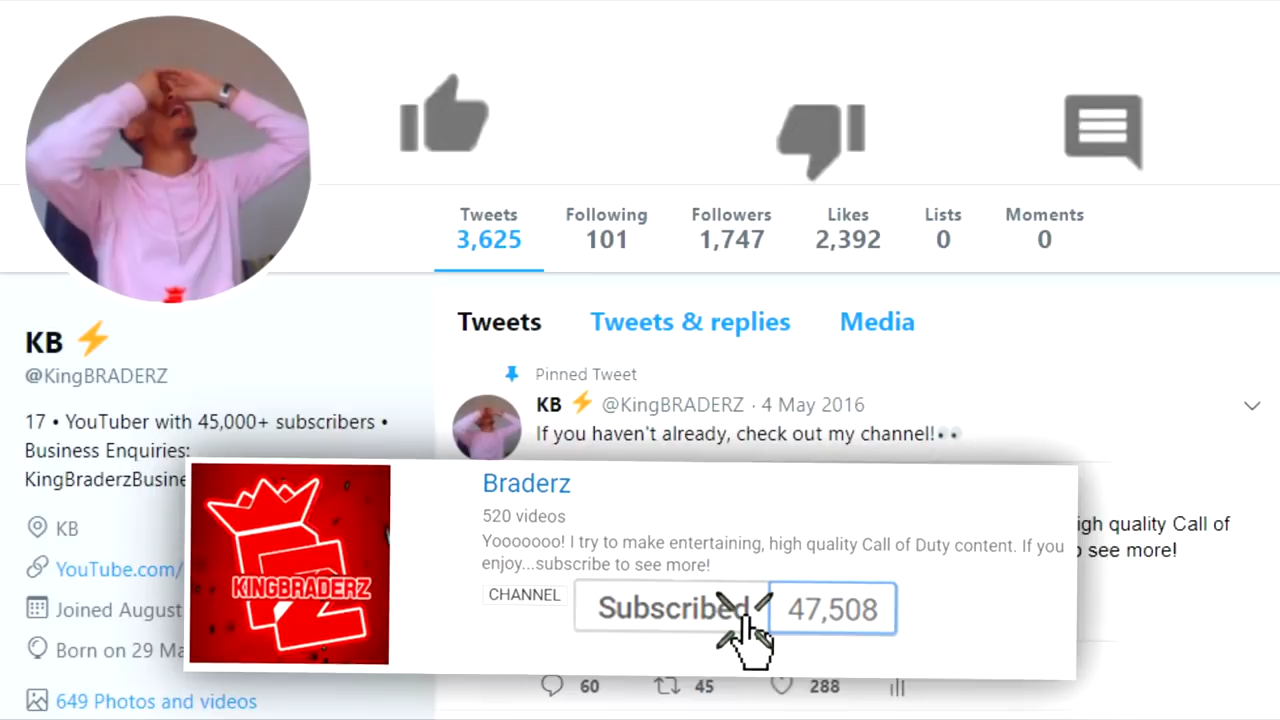 Tweets Following Followers Likes Lists Moments
3,625 101 1,747 2,392 0 0
KB
@KingBRADERZ
17 • YouTuber with 45,000+ subscribers •
Business Enquiries:
KingBraderzBusine
KB
YouTube.com/
Joined August
Born on 29 Ma
649 Photos and videos
Tweets Tweets & replies Media
Pinned Tweet
KB @KingBRADERZ · 4 May 2016
If you haven't already, check out my channel!
igh quality Call of
see more!
KINGBRADERZ
Braderz
520 videos
Yooooooo! I try to make entertaining, high quality Call of Duty content. If you
enjoy...subscribe to see more!
CHANNEL Subscribed 47,508
60 45 288